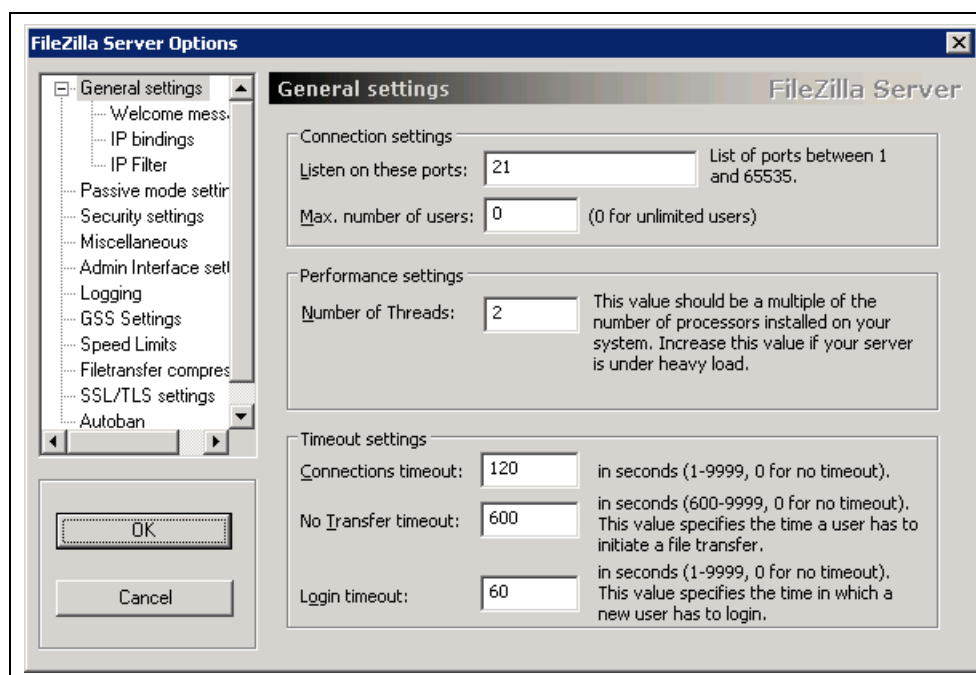 FileZilla Server Options
General settings
Welcome mess
IP bindings
IP Filter
Passive mode settin
Security settings
Miscellaneous
Admin Interface sett
Logging
GSS Settings
Speed Limits
Filetransfer compres
SSL/TLS settings
Autoban
OK
Cancel
General settings
FileZilla Server
Connection settings
Listen on these ports: 21
List of ports between 1
and 65535.
Max. number of users: 0 (0 for unlimited users)
Performance settings
Number of Threads: 2
This value should be a multiple of the
number of processors installed on your
system. Increase this value if your server
is under heavy load.
Timeout settings
Connections timeout: 120 in seconds (1-9999, 0 for no timeout).
No Transfer timeout: 600
in seconds (600-9999, 0 for no timeout).
This value specifies the time a user has to
initiate a file transfer.
Login timeout: 60
in seconds (1-9999, 0 for no timeout).
This value specifies the time in which a
new user has to login.